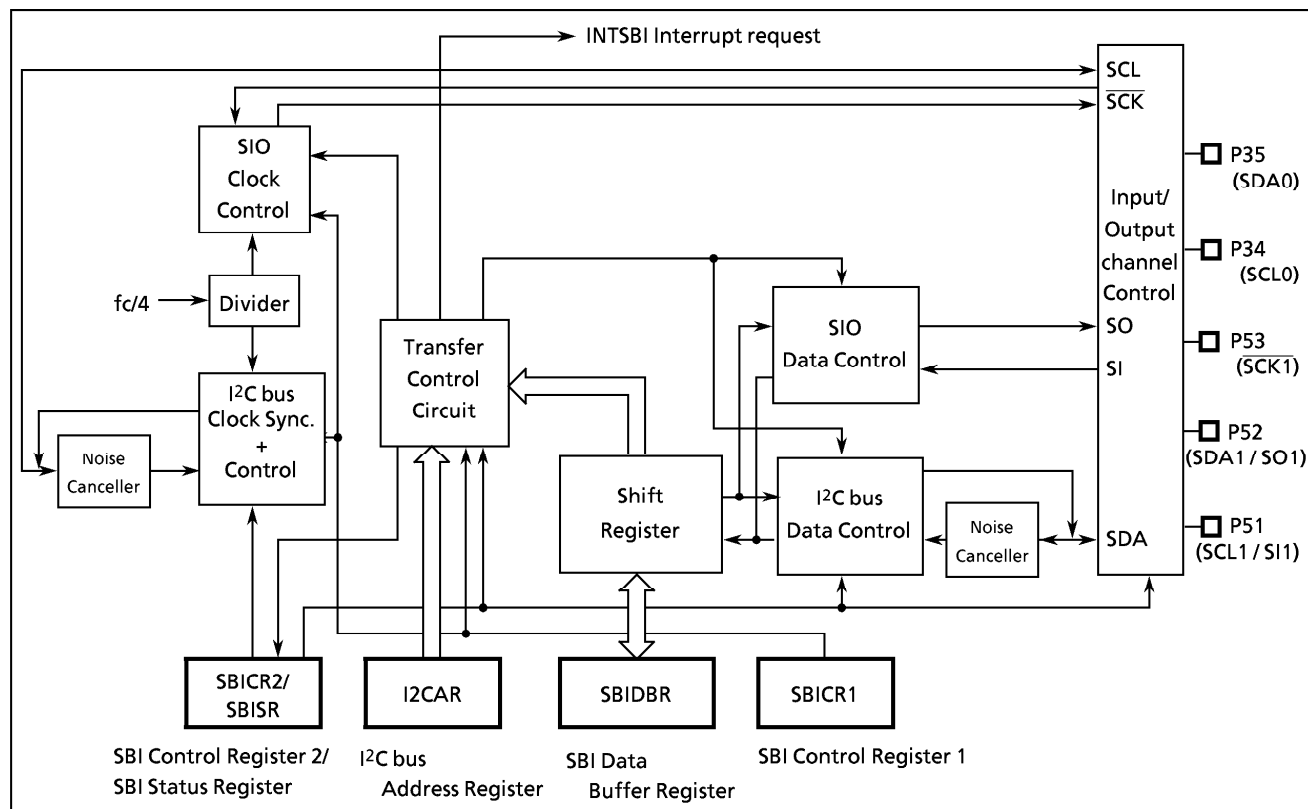 INTSBI Interrupt request
SCL
SCK
SIO
Clock
Control
P35
(SDA0)
Input/
Output
channel
Control
P34
(SCL0)
fc/4
Divider
SIO
Data Control
SO
SI
P53
(SCK1)
Transfer
Control
Circuit
I²C bus
Clock Sync.
+
Control
Noise
Canceller
P52
(SDA1 / SO1)
Shift
Register
I²C bus
Data Control
Noise
Canceller
SDA
P51
(SCL1 / SI1)
SBICR2/
SBISR
I2CAR
SBIDBR
SBICR1
SBI Control Register 2/
SBI Status Register
I²C bus
Address Register
SBI Data
Buffer Register
SBI Control Register 1